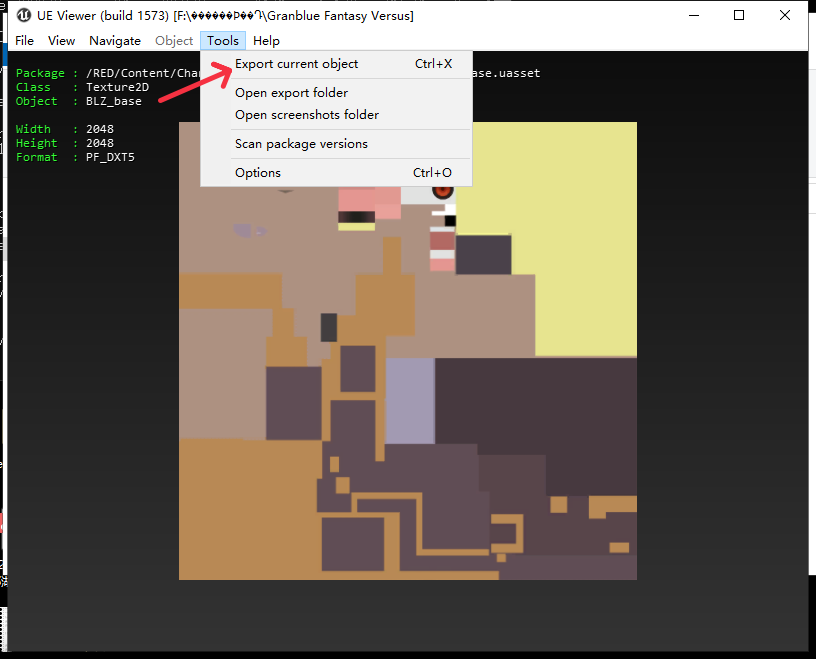 UE Viewer (build 1573) [F:\������Þ��Դ\Granblue Fantasy Versus]
File View Navigate Object Tools Help
Package : /RED/Content/Cha
ase.uasset
Class : Texture2D
Object : BLZ_base
Width : 2048
Height : 2048
Format : PF_DXT5
Export current object Ctrl+X
Open export folder
Open screenshots folder
Scan package versions
Options Ctrl+O